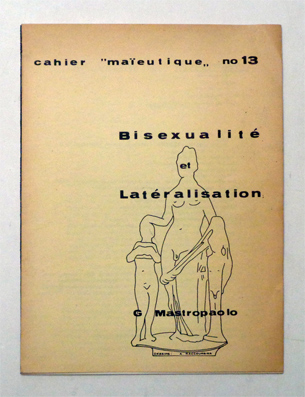 cahier "maïeutique„ no 13
Bisexualité
et
Latéralisation
G Mastropaolo